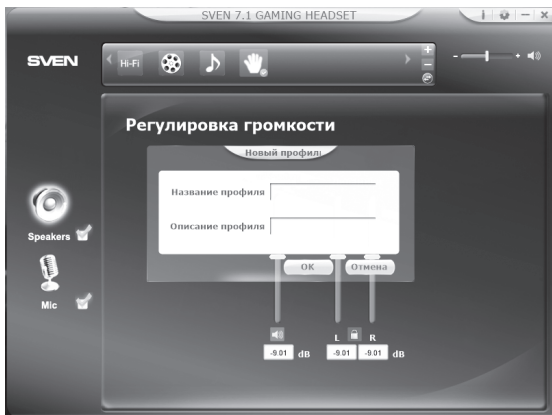 SVEN 7.1 GAMING HEADSET
SVEN
Hi-Fi
Регулировка громкости
Новый профиль
Название профиля
Описание профиля
Speakers
OK
Отмена
Mic
L R
-9.01 dB -9.01 -9.01 dB